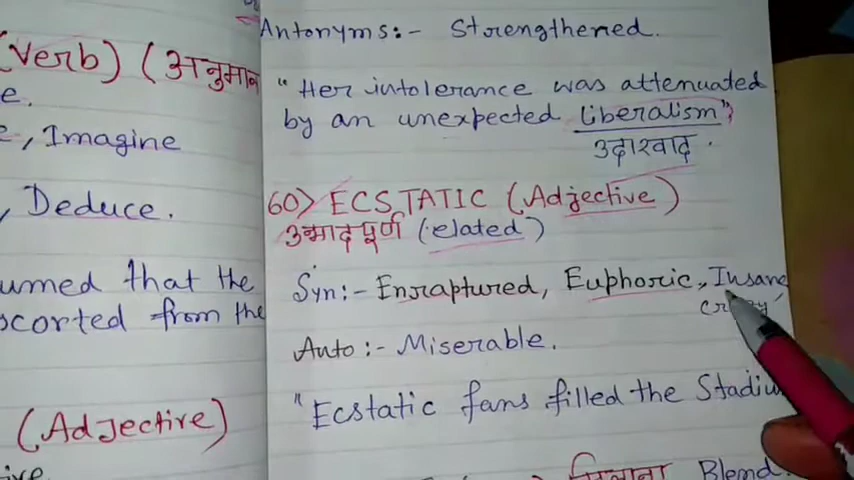 (Verb) (अनुमान
e.
, Imagine
, Deduce.
umed that the
scorted from the
(Adjective)
ive
Antonyms:- Strengthened.
"Her intolerance was attenuated
by an unexpected liberalism"
उदारवाद.
60> ECSTATIC (Adjective)
उन्मादपूर्ण (elated)
Syn:- Enraptured, Euphoric, Insane,
Anto:- Miserable.
"Ecstatic fans filled the Stadiu
मिलाना Blend.